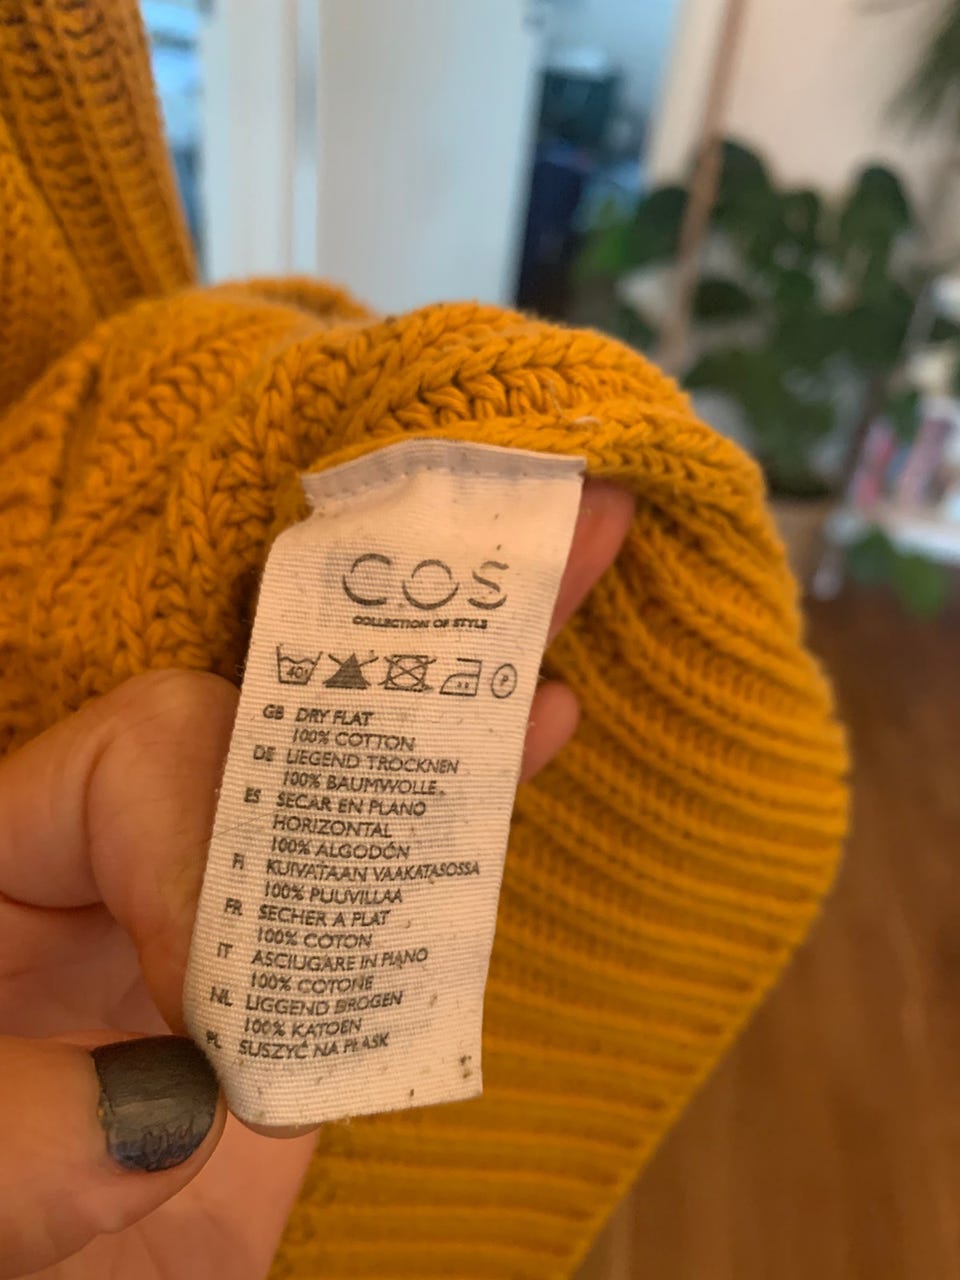 COS
COLLECTION OF STYLE
40°
P
GB DRY FLAT
100% COTTON
DE LIEGEND TROCKNEN
100% BAUMWOLLE
ES SECAR EN PLANO
HORIZONTAL
100% ALGODÓN
FI KUIVATAAN VAAKATASOSSA
100% PUUVILLAA
FR SECHER A PLAT
100% COTON
IT ASCIUGARE IN PIANO
100% COTONE
NL LIGGEND DROGEN
100% KATOEN
PL SUSZYĆ NA PŁASK